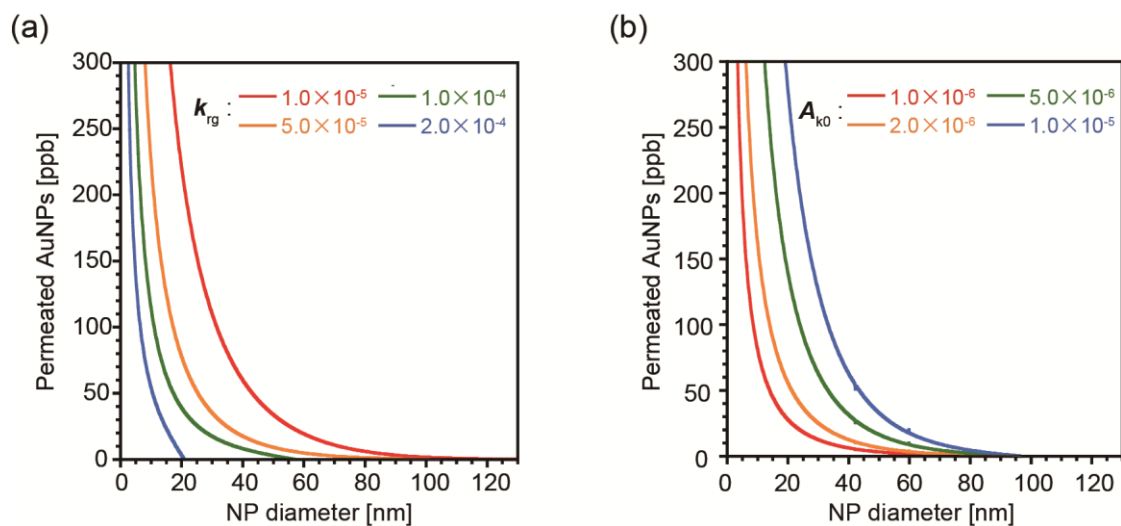 (a)
300
250
200
150
100
50
0
Permeated AuNPs [ppb]
k_rg :
1.0×10⁻⁵
1.0×10⁻⁴
5.0×10⁻⁵
2.0×10⁻⁴
0 20 40 60 80 100 120
NP diameter [nm]
(b)
300
250
200
150
100
50
0
Permeated AuNPs [ppb]
A_k0 :
1.0×10⁻⁶
5.0×10⁻⁶
2.0×10⁻⁶
1.0×10⁻⁵
0 20 40 60 80 100 120
NP diameter [nm]